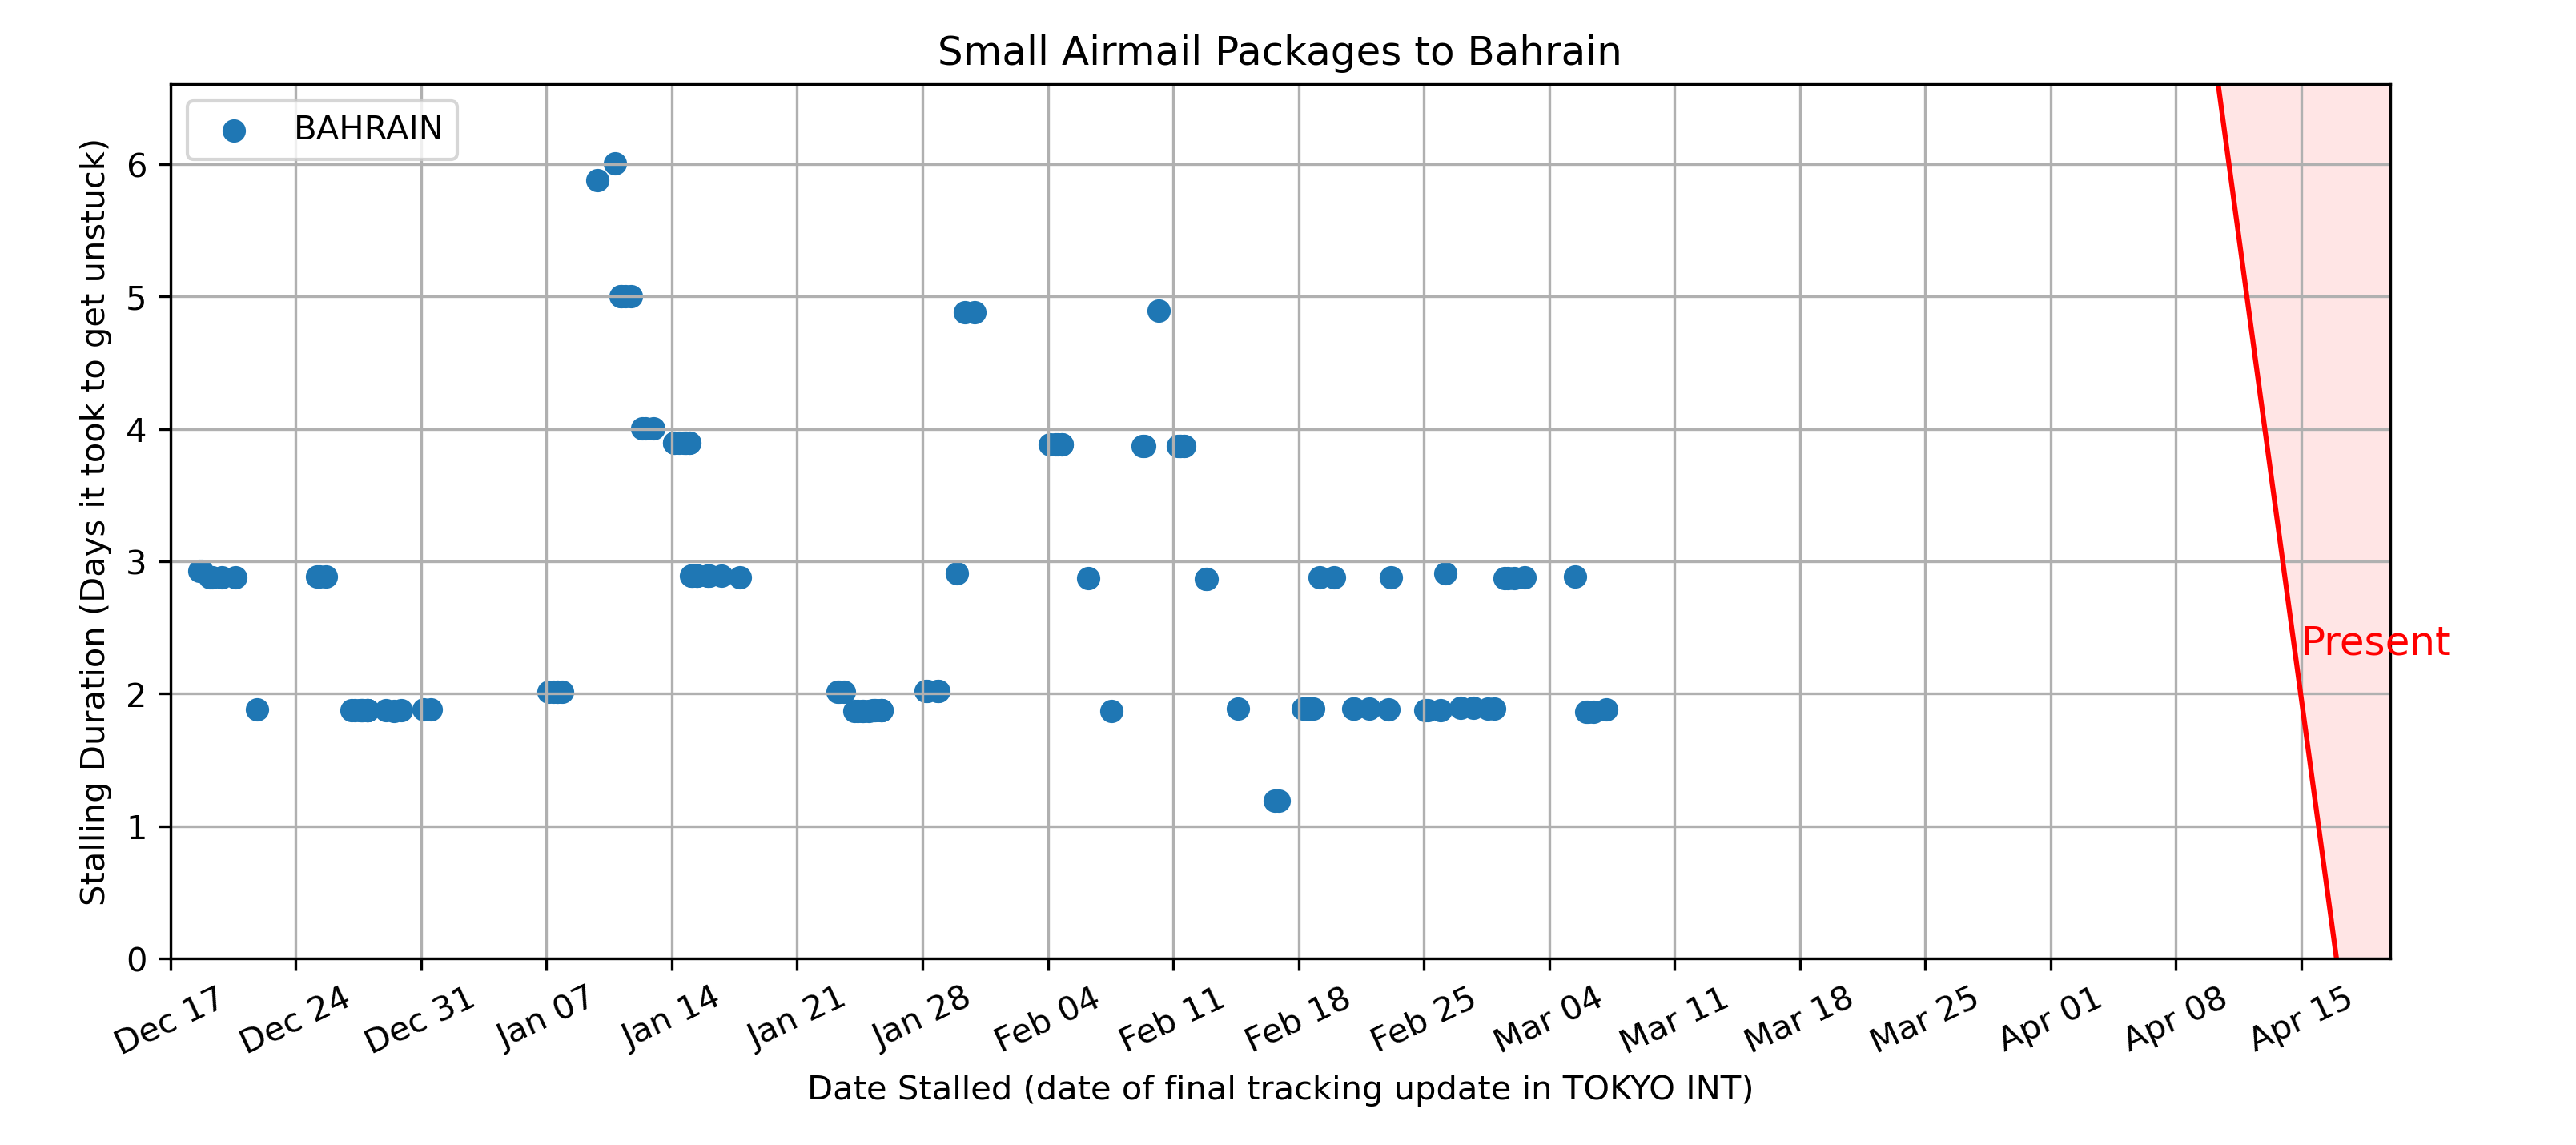 Small Airmail Packages to Bahrain
BAHRAIN
Stalling Duration (Days it took to get unstuck)
6
5
4
3
2
1
0
Present
Dec 17
Dec 24
Dec 31
Jan 07
Jan 14
Jan 21
Jan 28
Feb 04
Feb 11
Feb 18
Feb 25
Mar 04
Mar 11
Mar 18
Mar 25
Apr 01
Apr 08
Apr 15
Date Stalled (date of final tracking update in TOKYO INT)